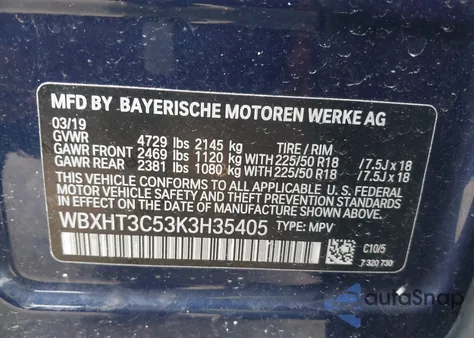 MFD BY BAYERISCHE MOTOREN WERKE AG
03/19
GVWR 4729 lbs 2145 kg TIRE / RIM
GAWR FRONT 2469 lbs 1120 kg WITH 225/50 R18 /7.5J x 18
GAWR REAR 2381 lbs 1080 kg WITH 225/50 R18 /7.5J x 18
THIS VEHICLE CONFORMS TO ALL APPLICABLE U. S. FEDERAL
MOTOR VEHICLE SAFETY, BUMPER, AND THEFT PREVENTION STANDARDS
IN EFFECT ON THE DATE OF MANUFACTURE SHOWN ABOVE.
WBXHT3C53K3H35405 TYPE: MPV
C10/5
7 320 730
autoSnap